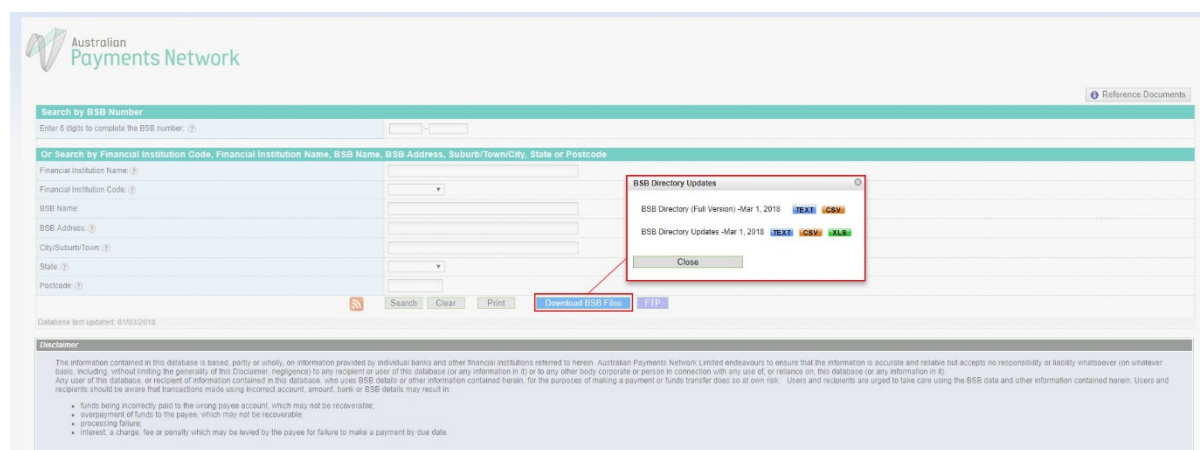 Australian
Payments Network
Reference Documents
Search by BSB Number
Enter 6 digits to complete the BSB number: (?)
-
Or Search by Financial Institution Code, Financial Institution Name, BSB Name, BSB Address, Suburb/Town/City, State or Postcode
Financial Institution Name: (?)
Financial Institution Code: (?)
BSB Name:
BSB Address: (?)
City/Suburb/Town: (?)
State: (?)
Postcode: (?)
BSB Directory Updates
BSB Directory (Full Version) -Mar 1, 2018 TEXT CSV
BSB Directory Updates -Mar 1, 2018 TEXT CSV XLS
Close
Search Clear Print Download BSB Files FTP
Database last updated: 01/03/2018
Disclaimer
The information contained in this database is based, partly or wholly, on information provided by individual banks and other financial institutions referred to herein. Australian Payments Network Limited endeavours to ensure that the information is accurate and reliable but accepts no responsibility or liability whatsoever (on whatever
basis, including, without limiting the generality of this Disclaimer, negligence) to any recipient or user of this database (or any information in it) or to any other body corporate or person in connection with any use of, or reliance on, this database (or any information in it).
Any user of this database, or recipient of information contained in this database, who uses BSB details or other information contained herein, for the purposes of making a payment or funds transfer does so at own risk. Users and recipients are urged to take care using the BSB data and other information contained herein. Users and
recipients should be aware that transactions made using incorrect account, amount, bank or BSB details may result in:
• funds being incorrectly paid to the wrong payee account, which may not be recoverable;
• overpayment of funds to the payee, which may not be recoverable.
• processing failure;
• interest, a charge, fee or penalty which may be levied by the payee for failure to make a payment by due date.